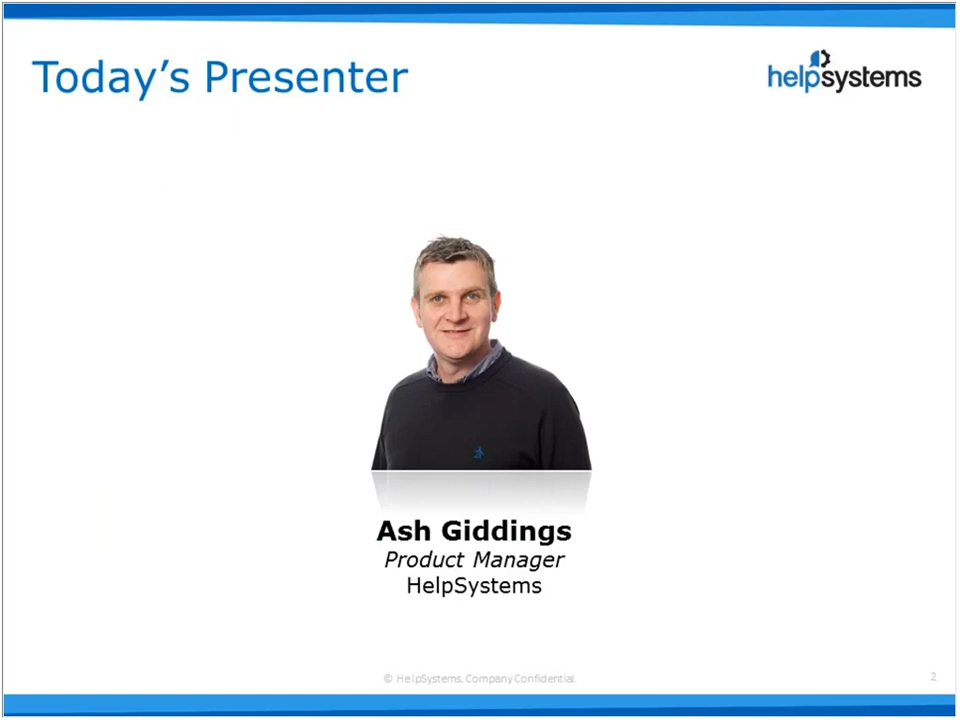 Today's Presenter
helpsystems
Ash Giddings
Product Manager
HelpSystems
© HelpSystems. Company Confidential.
2